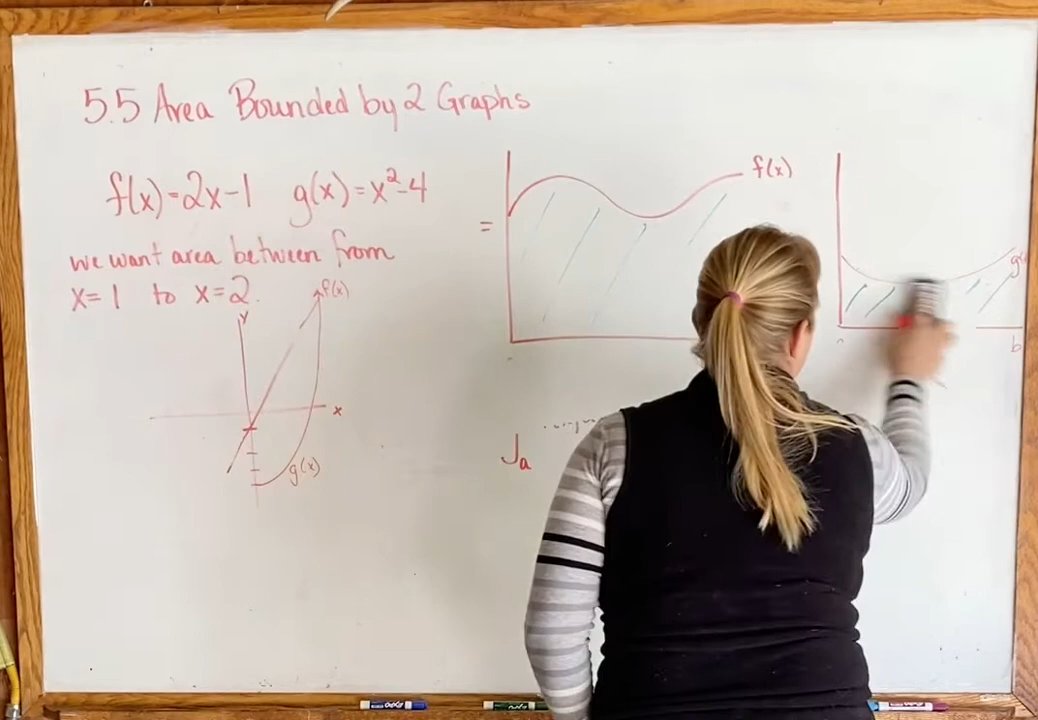 5.5 Area Bounded by 2 Graphs
f(x)=2x-1 g(x)=x²-4
we want area between from
x=1 to x=2.
f(x)
y
x
g(x)
=
f(x)
∫a
b